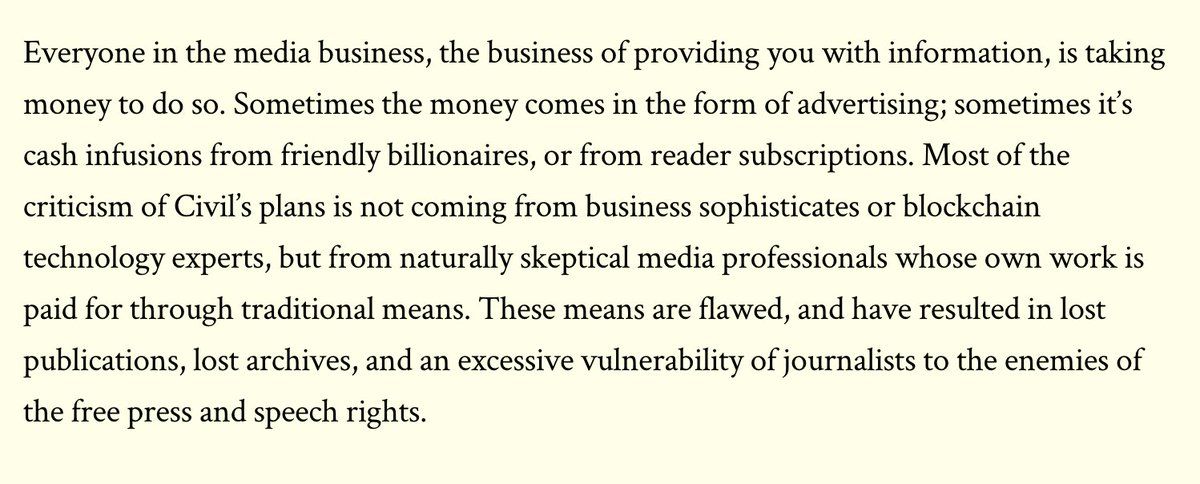 Everyone in the media business, the business of providing you with information, is taking
money to do so. Sometimes the money comes in the form of advertising; sometimes it’s
cash infusions from friendly billionaires, or from reader subscriptions. Most of the
criticism of Civil’s plans is not coming from business sophisticates or blockchain
technology experts, but from naturally skeptical media professionals whose own work is
paid for through traditional means. These means are flawed, and have resulted in lost
publications, lost archives, and an excessive vulnerability of journalists to the enemies of
the free press and speech rights.